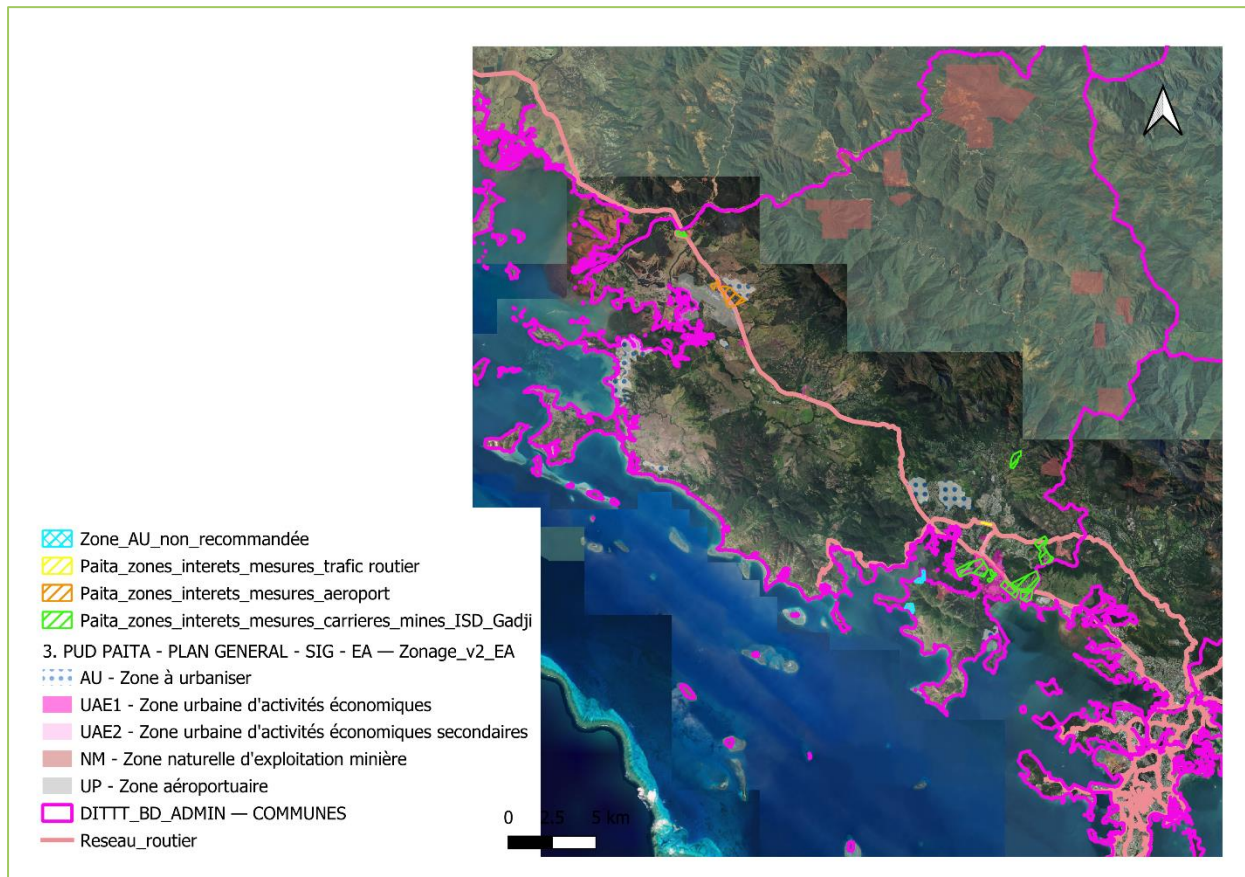 Zone_AU_non_recommandée
Paita_zones_interets_mesures_trafic routier
Paita_zones_interets_mesures_aeroport
Paita_zones_interets_mesures_carrieres_mines_ISD_Gadji
3. PUD PAITA - PLAN GENERAL - SIG - EA — Zonage_v2_EA
AU - Zone à urbaniser
UAE1 - Zone urbaine d'activités économiques
UAE2 - Zone urbaine d'activités économiques secondaires
NM - Zone naturelle d'exploitation minière
UP - Zone aéroportuaire
DITTT_BD_ADMIN — COMMUNES
Reseau_routier
0 2.5 5 km